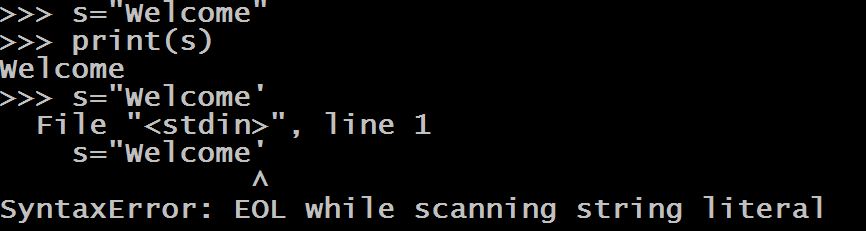 >>> s="Welcome"
>>> print(s)
Welcome
>>> s="Welcome'
  File "<stdin>", line 1
    s="Welcome'
              ^
SyntaxError: EOL while scanning string literal